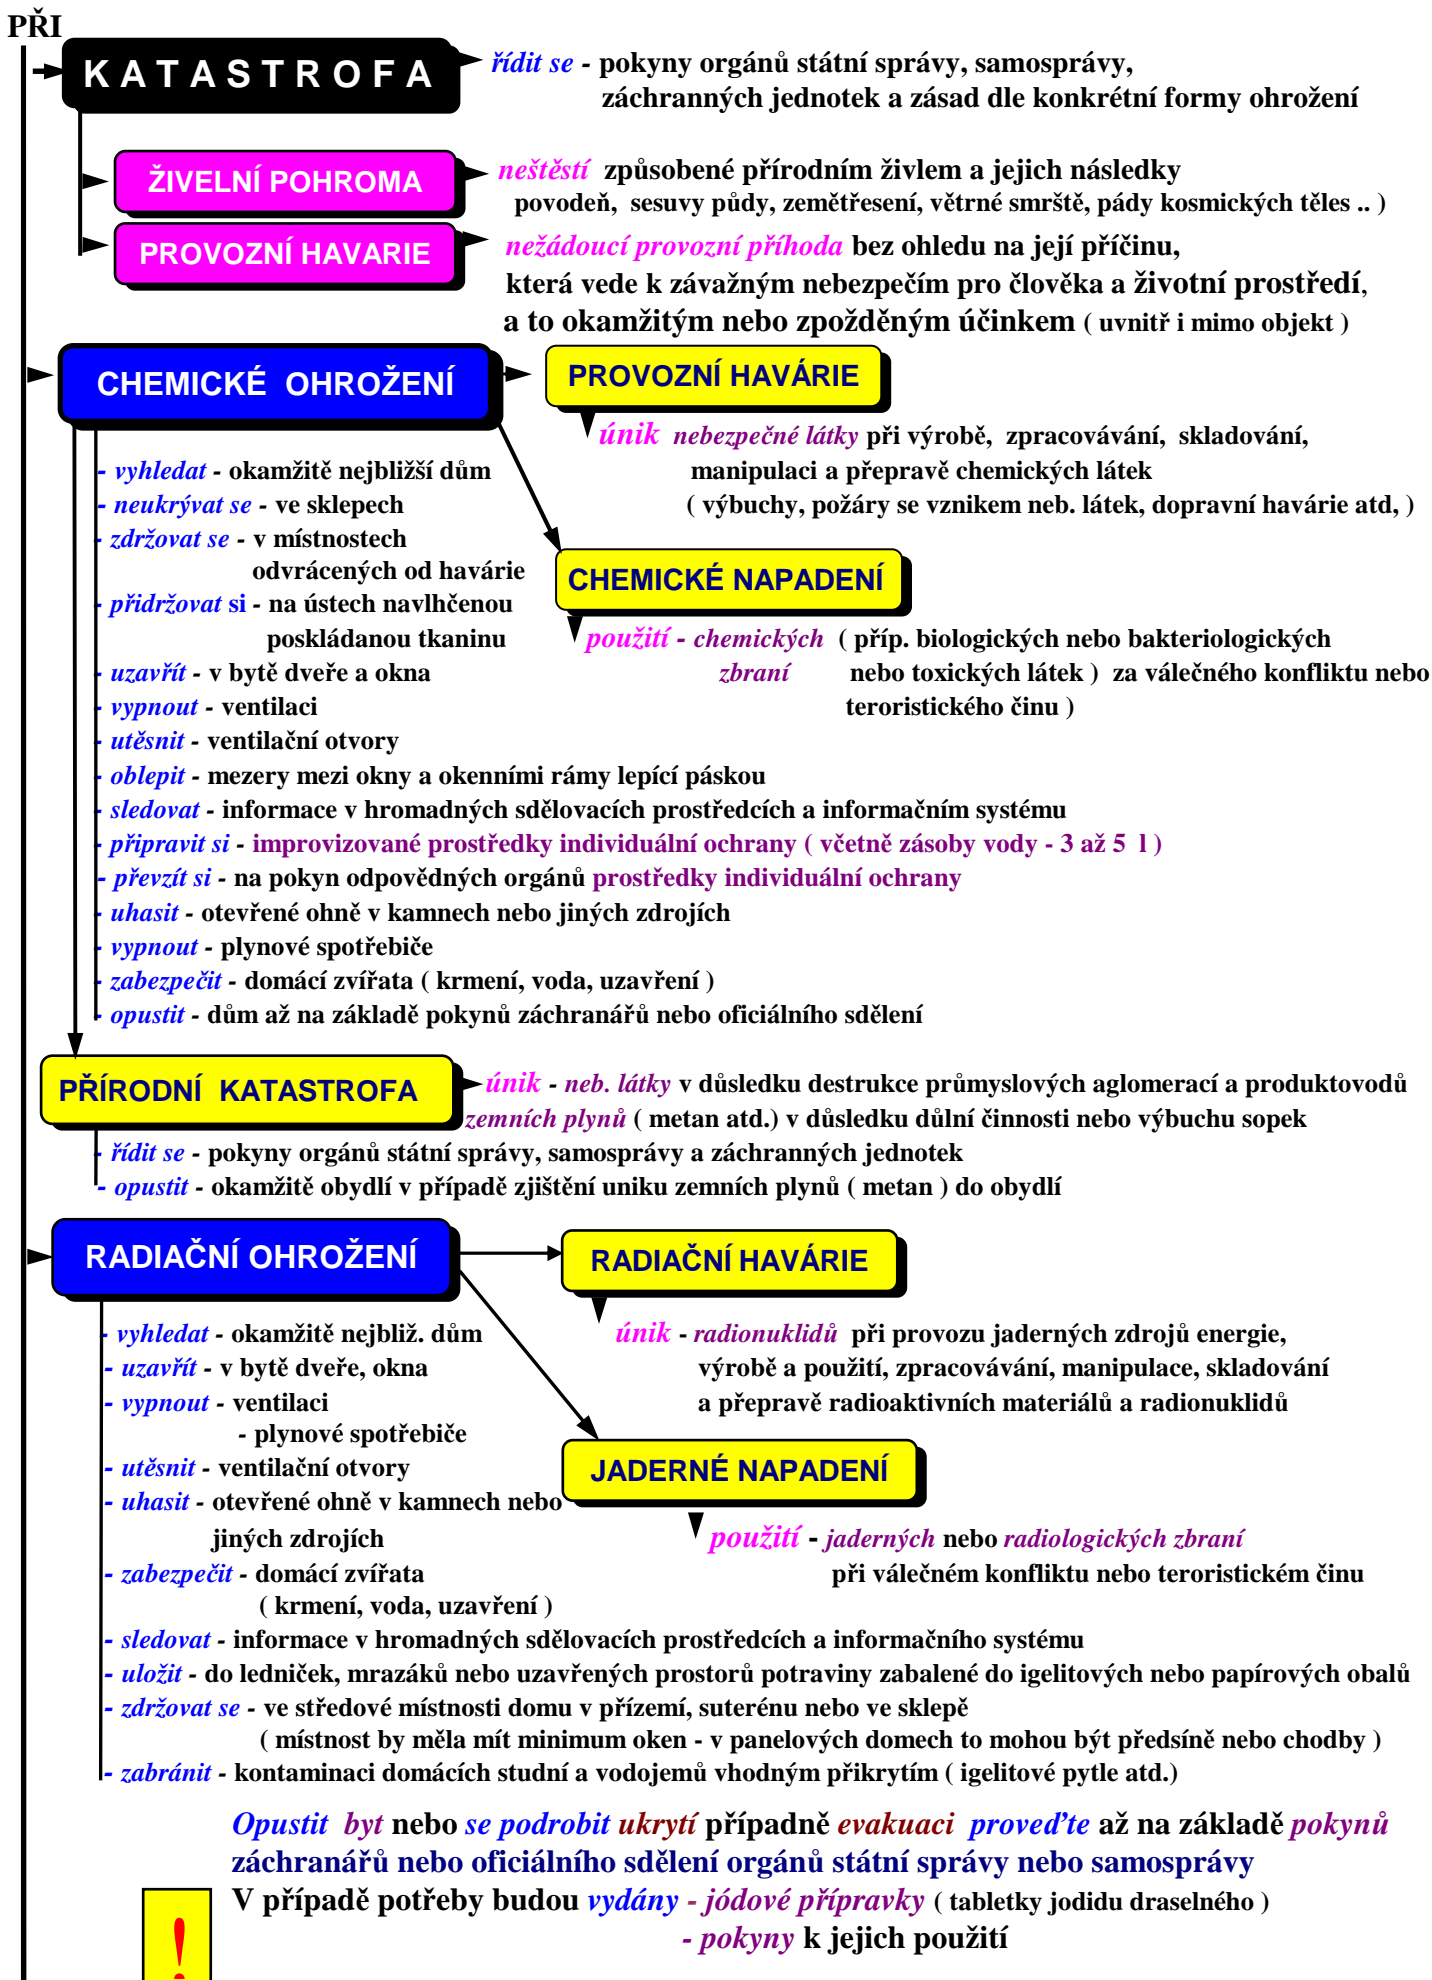 PŘI
KATASTROFA
řídit se - pokyny orgánů státní správy, samosprávy,
záchranných jednotek a zásad dle konkrétní formy ohrožení
ŽIVELNÍ POHROMA
neštěstí způsobené přírodním živlem a jejich následky
povodeň, sesuvy půdy, zemětřesení, větrné smrště, pády kosmických těles .. )
PROVOZNÍ HAVARIE
nežádoucí provozní příhoda bez ohledu na její příčinu,
která vede k závažným nebezpečím pro člověka a životní prostředí,
a to okamžitým nebo zpožděným účinkem ( uvnitř i mimo objekt )
CHEMICKÉ OHROŽENÍ
PROVOZNÍ HAVÁRIE
únik nebezpečné látky při výrobě, zpracovávání, skladování,
manipulaci a přepravě chemických látek
( výbuchy, požáry se vznikem neb. látek, dopravní havárie atd, )
- vyhledat - okamžitě nejbližší dům
- neukrývat se - ve sklepech
- zdržovat se - v místnostech
odvrácených od havárie
- přidržovat si - na ústech navlhčenou
poskládanou tkaninu
CHEMICKÉ NAPADENÍ
použití - chemických ( příp. biologických nebo bakteriologických
zbraní nebo toxických látek ) za válečného konfliktu nebo
teroristického činu )
- uzavřít - v bytě dveře a okna
- vypnout - ventilaci
- utěsnit - ventilační otvory
- oblepit - mezery mezi okny a okenními rámy lepící páskou
- sledovat - informace v hromadných sdělovacích prostředcích a informačním systému
- připravit si - improvizované prostředky individuální ochrany ( včetně zásoby vody - 3 až 5 l )
- převzít si - na pokyn odpovědných orgánů prostředky individuální ochrany
- uhasit - otevřené ohně v kamnech nebo jiných zdrojích
- vypnout - plynové spotřebiče
- zabezpečit - domácí zvířata ( krmení, voda, uzavření )
- opustit - dům až na základě pokynů záchranářů nebo oficiálního sdělení
PŘÍRODNÍ KATASTROFA
únik - neb. látky v důsledku destrukce průmyslových aglomerací a produktovodů
zemních plynů ( metan atd.) v důsledku důlní činnosti nebo výbuchu sopek
- řídit se - pokyny orgánů státní správy, samosprávy a záchranných jednotek
- opustit - okamžitě obydlí v případě zjištění uniku zemních plynů ( metan ) do obydlí
RADIAČNÍ OHROŽENÍ
RADIAČNÍ HAVÁRIE
únik - radionuklidů při provozu jaderných zdrojů energie,
výrobě a použití, zpracovávání, manipulace, skladování
a přepravě radioaktivních materiálů a radionuklidů
- vyhledat - okamžitě nejbliž. dům
- uzavřít - v bytě dveře, okna
- vypnout - ventilaci
- plynové spotřebiče
- utěsnit - ventilační otvory
- uhasit - otevřené ohně v kamnech nebo
jiných zdrojích
JADERNÉ NAPADENÍ
použití - jaderných nebo radiologických zbraní
při válečném konfliktu nebo teroristickém činu
- zabezpečit - domácí zvířata
( krmení, voda, uzavření )
- sledovat - informace v hromadných sdělovacích prostředcích a informačního systému
- uložit - do ledniček, mrazáků nebo uzavřených prostorů potraviny zabalené do igelitových nebo papírových obalů
- zdržovat se - ve středové místnosti domu v přízemí, suterénu nebo ve sklepě
( místnost by měla mít minimum oken - v panelových domech to mohou být předsíně nebo chodby )
- zabránit - kontaminaci domácích studní a vodojemů vhodným přikrytím ( igelitové pytle atd.)
Opustit byt nebo se podrobit ukrytí případně evakuaci proveďte až na základě pokynů
záchranářů nebo oficiálního sdělení orgánů státní správy nebo samosprávy
V případě potřeby budou vydány - jódové přípravky ( tabletky jodidu draselného )
- pokyny k jejich použití
!